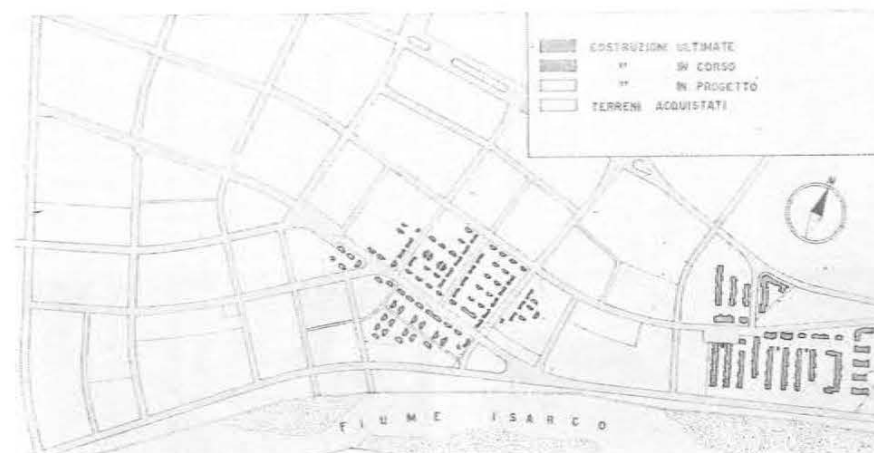 COSTRUZIONI ULTIMATE
" IN CORSO
" IN PROGETTO
TERRENI ACQUISTATI
N
FIUME ISARCO